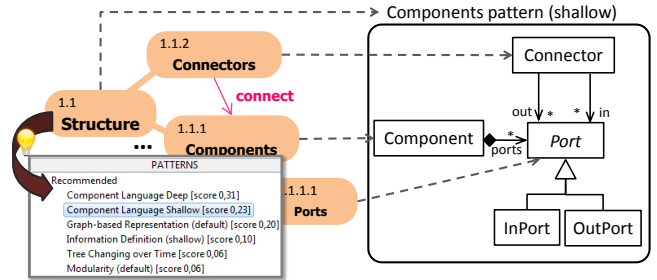 Components pattern (shallow)
1.1.2
Connectors
Connector
connect
1.1
Structure
out
*
*
in
1.1.1
Components
...
Component
*
ports
Port
PATTERNS
Recommended
Component Language Deep [score 0,31]
Component Language Shallow [score 0,23]
Graph-based Representation (default) [score 0,20]
Information Definition (shallow) [score 0,10]
Tree Changing over Time [score 0,06]
Modularity (default) [score 0,06]
.1.1.1
Ports
InPort
OutPort